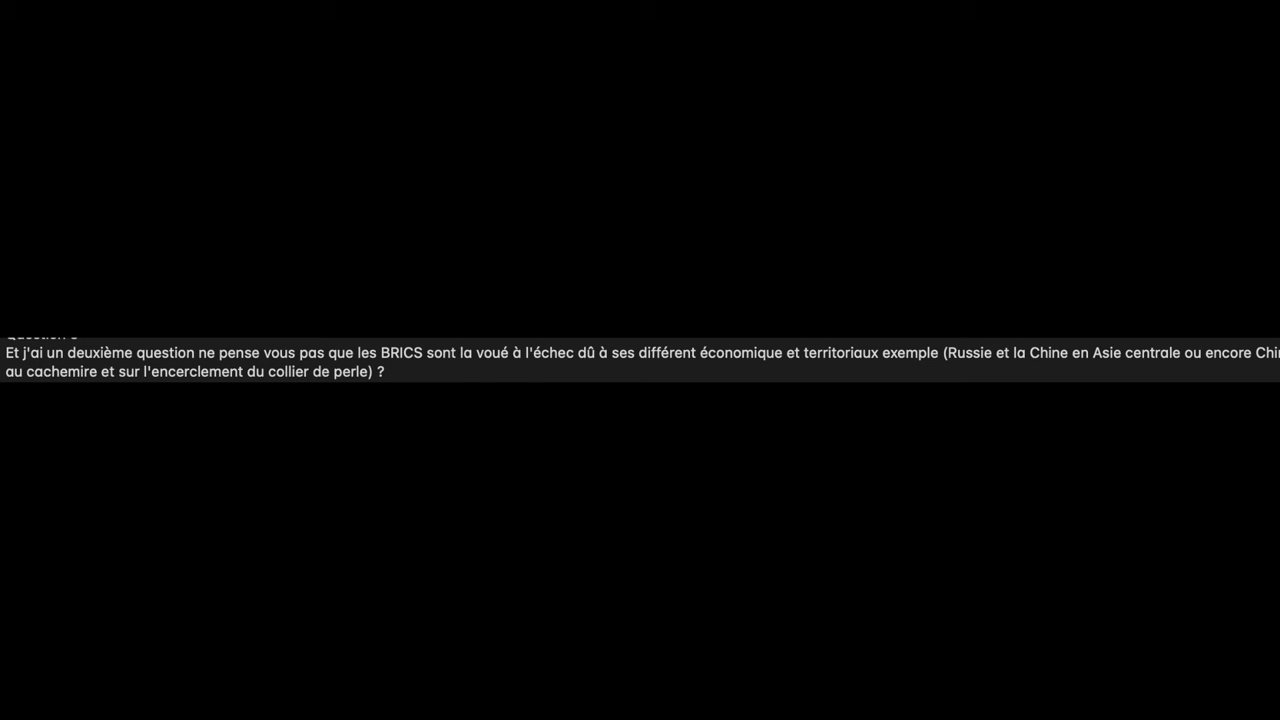 Et j'ai un deuxième question ne pense vous pas que les BRICS sont la voué à l'échec dû à ses différent économique et territoriaux exemple (Russie et la Chine en Asie centrale ou encore
au cachemire et sur l'encerclement du collier de perle) ?